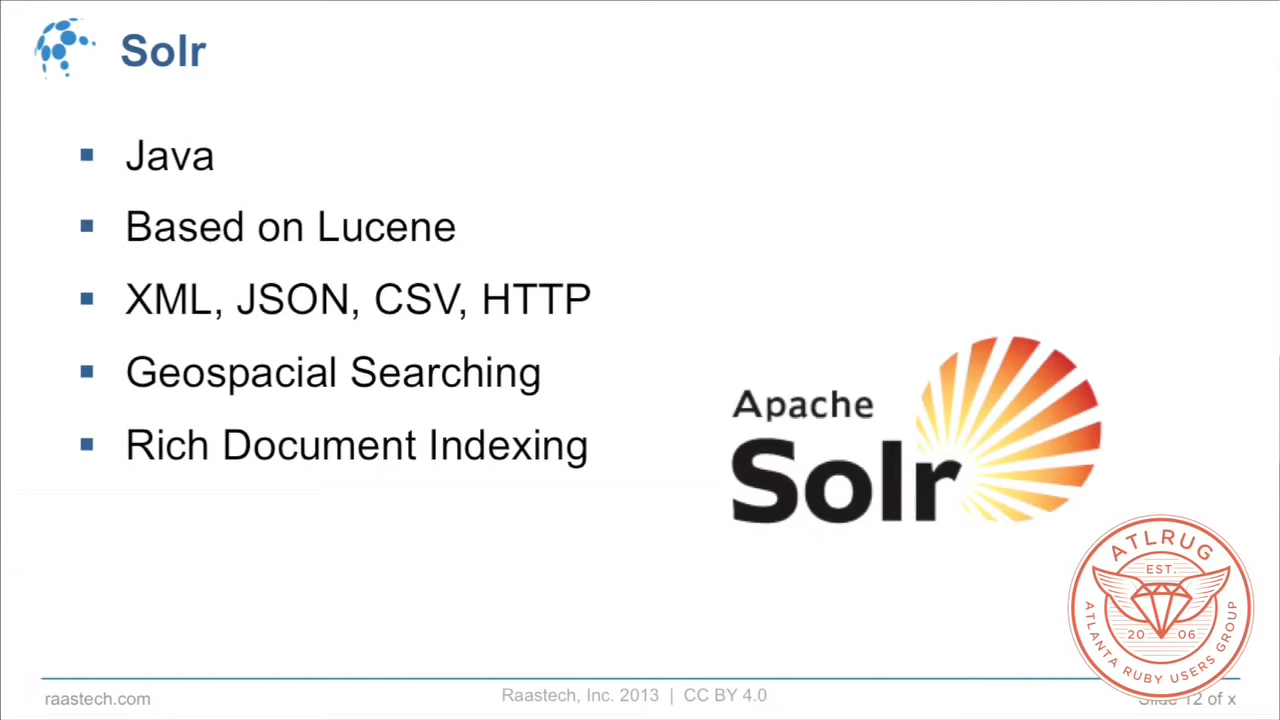 Solr
Java
Based on Lucene
XML, JSON, CSV, HTTP
Geospacial Searching
Rich Document Indexing
Apache
Solr
ATLRUG
EST.
20 06
ATLANTA RUBY USERS GROUP
raastech.com
Raastech, Inc. 2013 | CC BY 4.0
Slide 12 of x